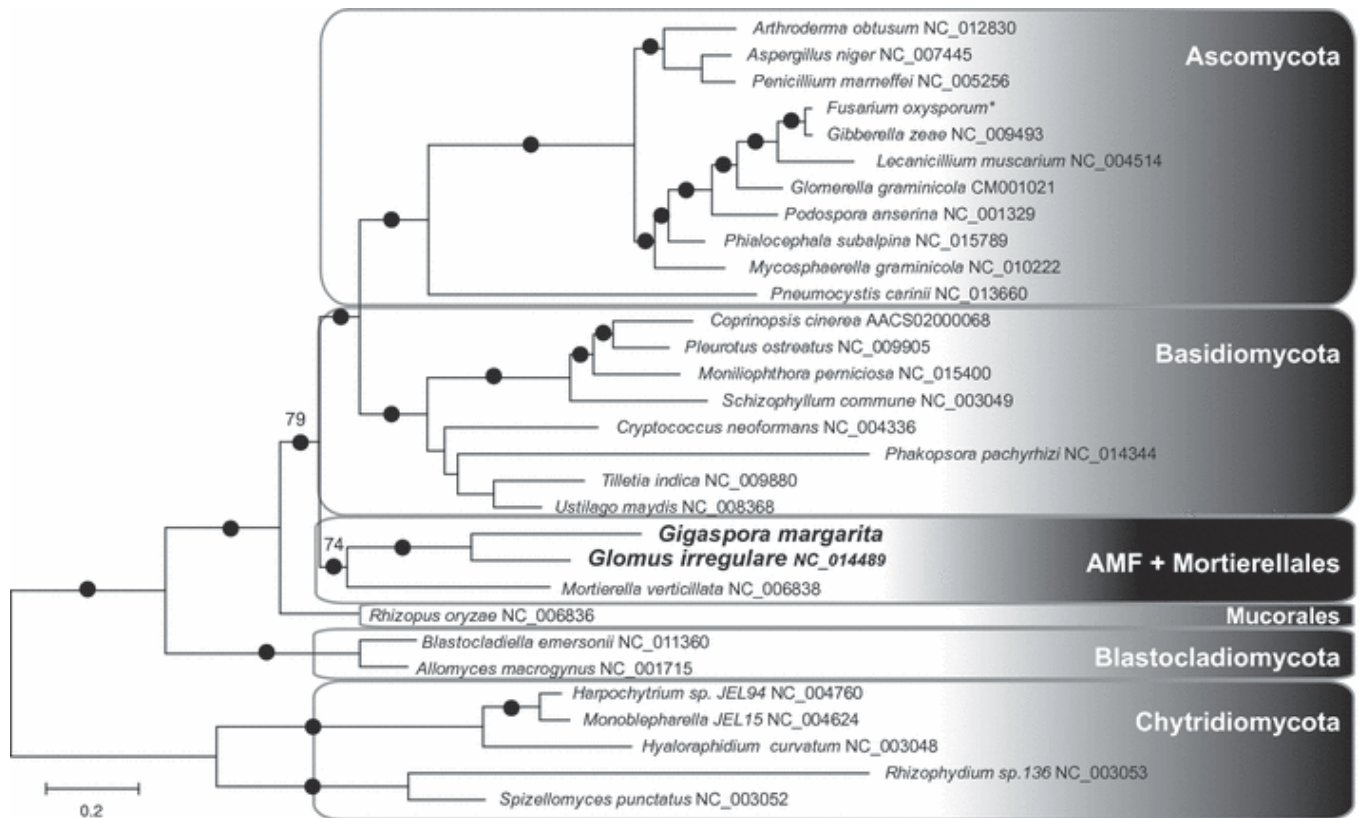 Arthroderma obtusum NC_012830
Aspergillus niger NC_007445
Ascomycota
Penicillium marneffei NC_005256
Fusarium oxysporum*
Gibberella zeae NC_009493
Lecanicillium muscarium NC_004514
Glomerella graminicola CM001021
Podospora anserina NC_001329
Phialocephala subalpina NC_015789
Mycosphaerella graminicola NC_010222
Pneumocystis carinii NC_013660
Coprinopsis cinerea AACS02000068
Pleurotus ostreatus NC_009905
Basidiomycota
Moniliophthora perniciosa NC_015400
Schizophyllum commune NC_003049
79
Cryptococcus neoformans NC_004336
Phakopsora pachyrhizi NC_014344
Tilletia indica NC_009880
Ustilago maydis NC_008368
Gigaspora margarita
74
Glomus irregulare NC_014489
AMF + Mortierellales
Mortierella verticillata NC_006838
Rhizopus oryzae NC_006836
Mucorales
Blastocladiella emersonii NC_011360
Blastocladiomycota
Allomyces macrogynus NC_001715
Harpochytrium sp. JEL94 NC_004760
Monoblepharella JEL15 NC_004624
Chytridiomycota
Hyaloraphidium curvatum NC_003048
Rhizophydium sp.136 NC_003053
Spizellomyces punctatus NC_003052
0.2